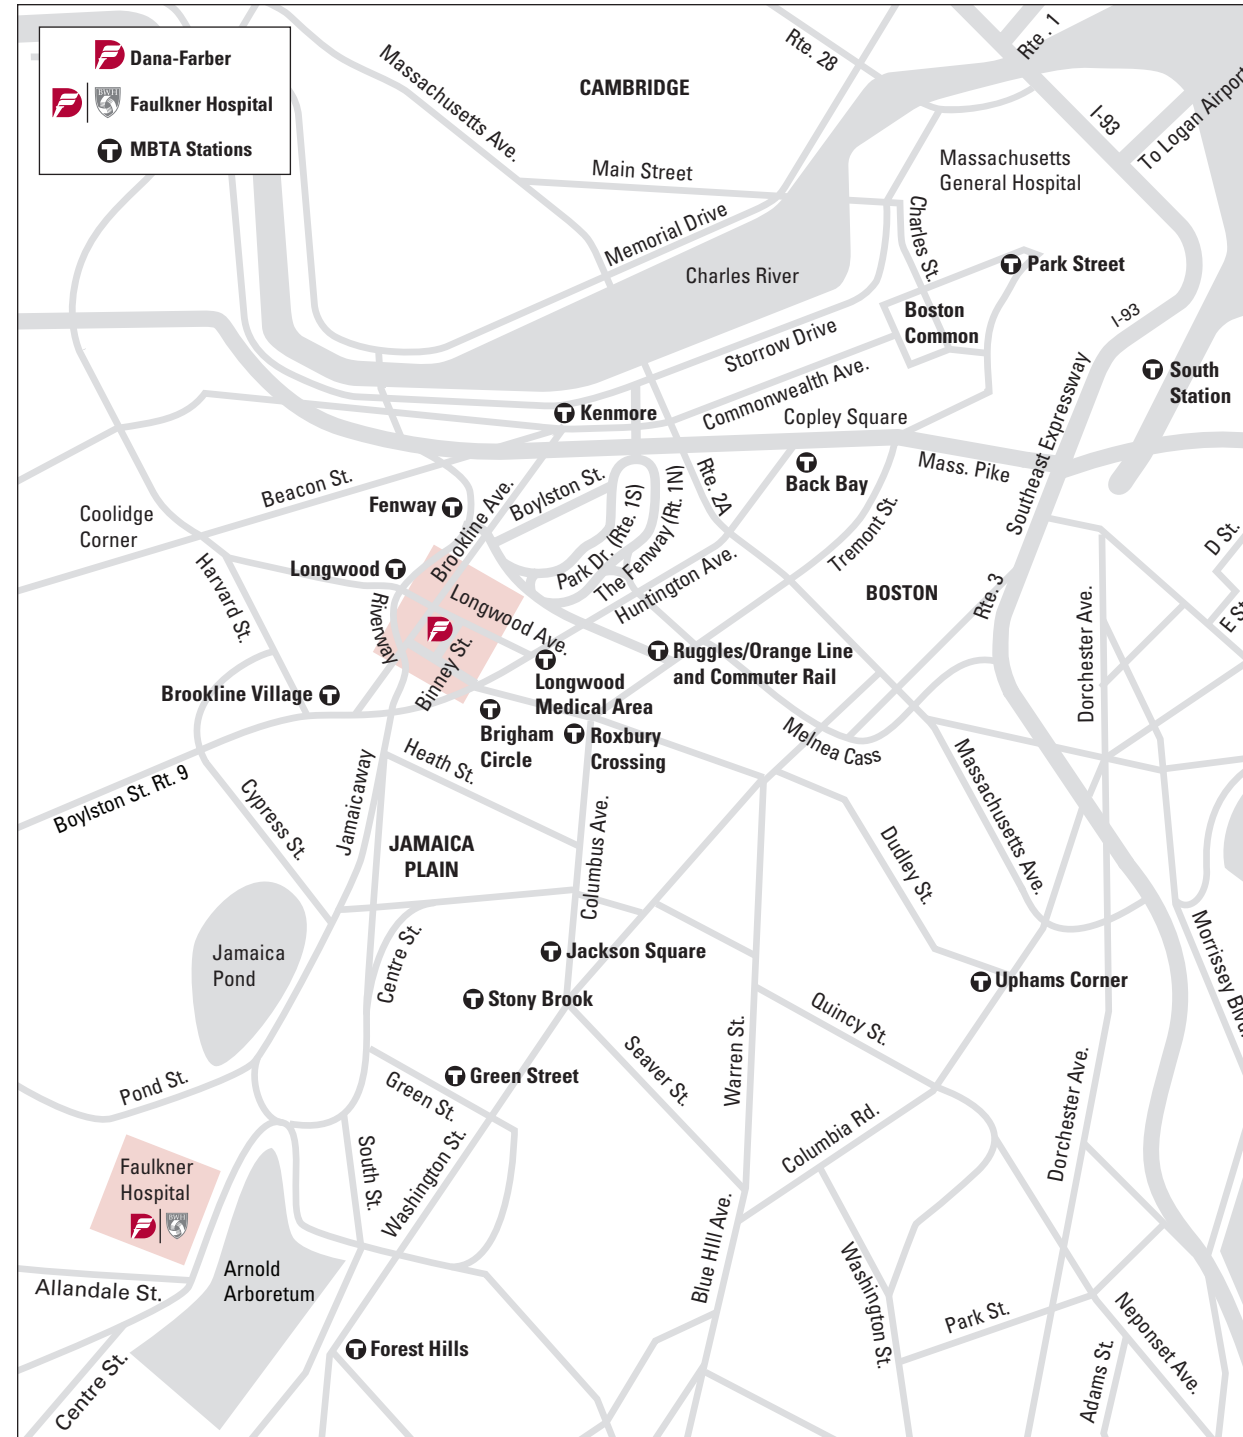 Dana-Farber
BWH
Faulkner Hospital
MBTA Stations
Massachusetts Ave.
CAMBRIDGE
Rte. 28
Rte. 1
I-93
To Logan Airport
Main Street
Massachusetts
General Hospital
Memorial Drive
Charles St.
Charles River
Park Street
Boston
Common
I-93
Storrow Drive
South
Station
Commonwealth Ave.
Kenmore
Copley Square
Southeast Expressway
Mass. Pike
Back Bay
Rte. 2A
Beacon St.
Boylston St.
Fenway
Brookline Ave.
Park Dr. (Rte. 1S)
The Fenway (Rt. 1N)
Tremont St.
Coolidge
Corner
D St.
Longwood
Harvard St.
Riverway
Longwood Ave.
Huntington Ave.
BOSTON
Rte. 3
Dorchester Ave.
E St.
Binney St.
Ruggles/Orange Line
and Commuter Rail
Longwood
Medical Area
Brookline Village
Brigham
Circle
Roxbury
Crossing
Melnea Cass
Heath St.
Boylston St. Rt. 9
Cypress St.
Jamaicaway
JAMAICA
PLAIN
Columbus Ave.
Massachusetts Ave.
Dudley St.
Jamaica
Pond
Centre St.
Jackson Square
Stony Brook
Uphams Corner
Morrissey Blvd.
Quincy St.
Seaver St.
Warren St.
Green Street
Green St.
Pond St.
Columbia Rd.
Dorchester Ave.
South St.
Washington St.
Faulkner
Hospital
Blue HIll Ave.
Washington St.
Allandale St.
Arnold
Arboretum
Park St.
Neponset Ave.
Adams St.
Forest Hills
Centre St.